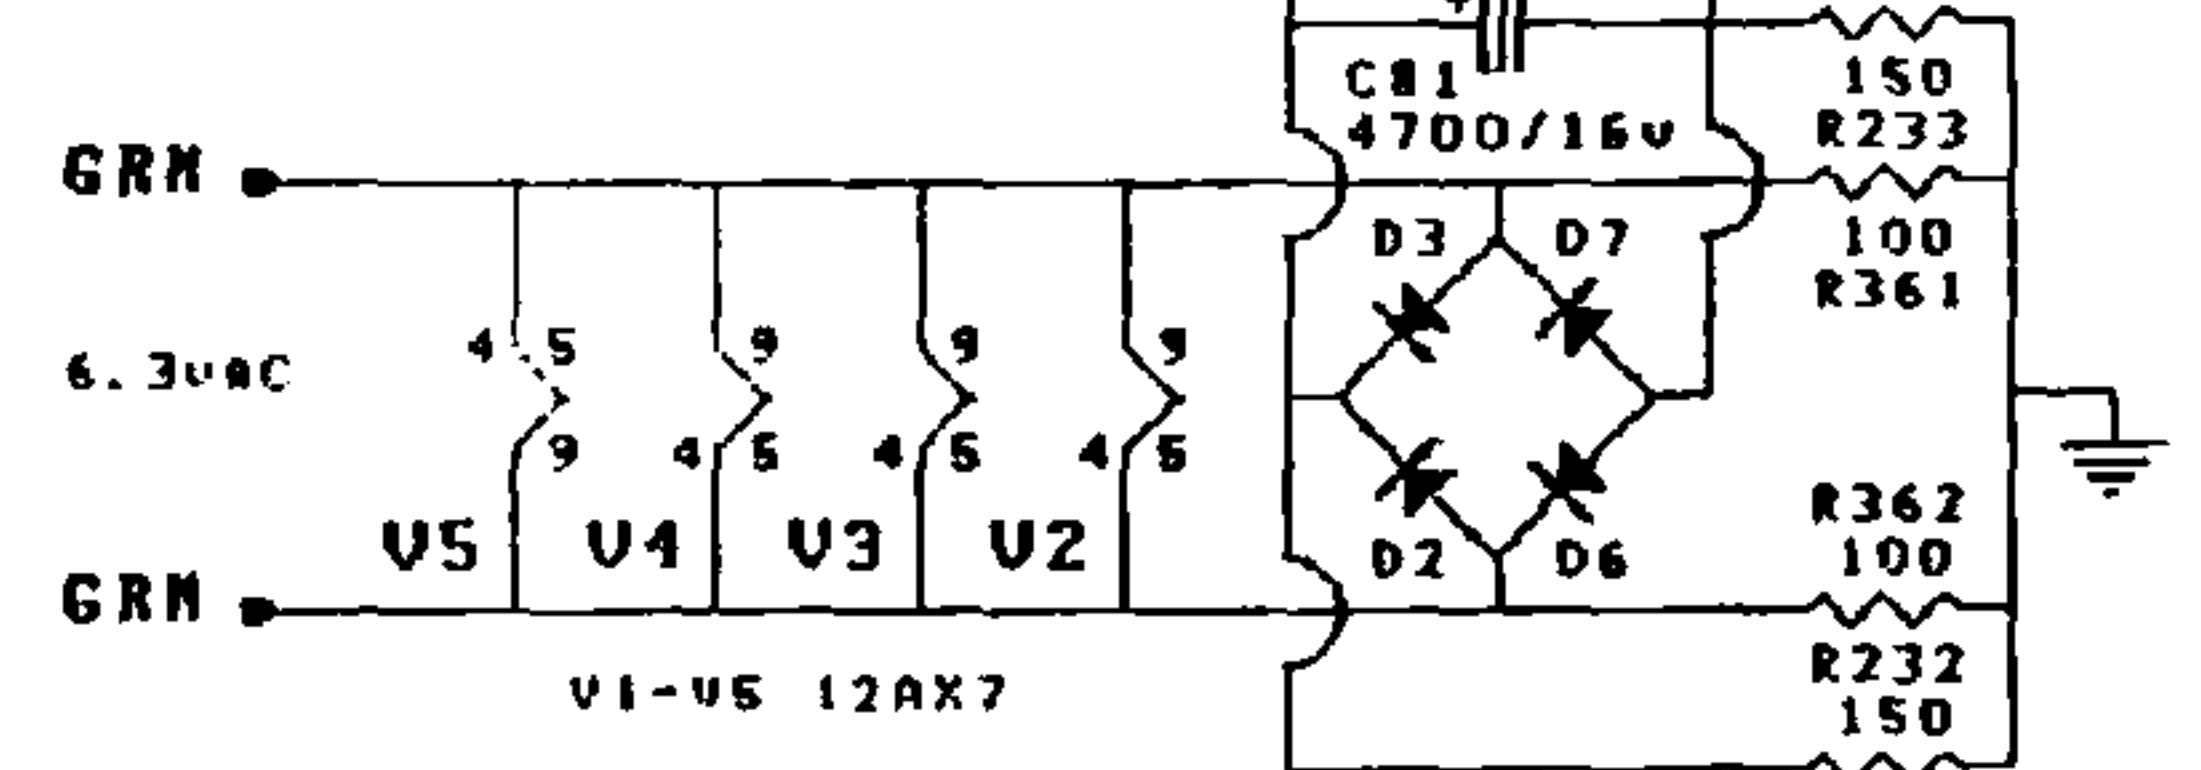 C81
4700/16v
150
R233
GRN
D3 D7
100
R361
4 5 9 9 9
6.3vAC
9 4 5 4 5 4 5
V5 V4 V3 V2
D2 D6
R362
100
GRN
R232
150
V1-V5 12AX7